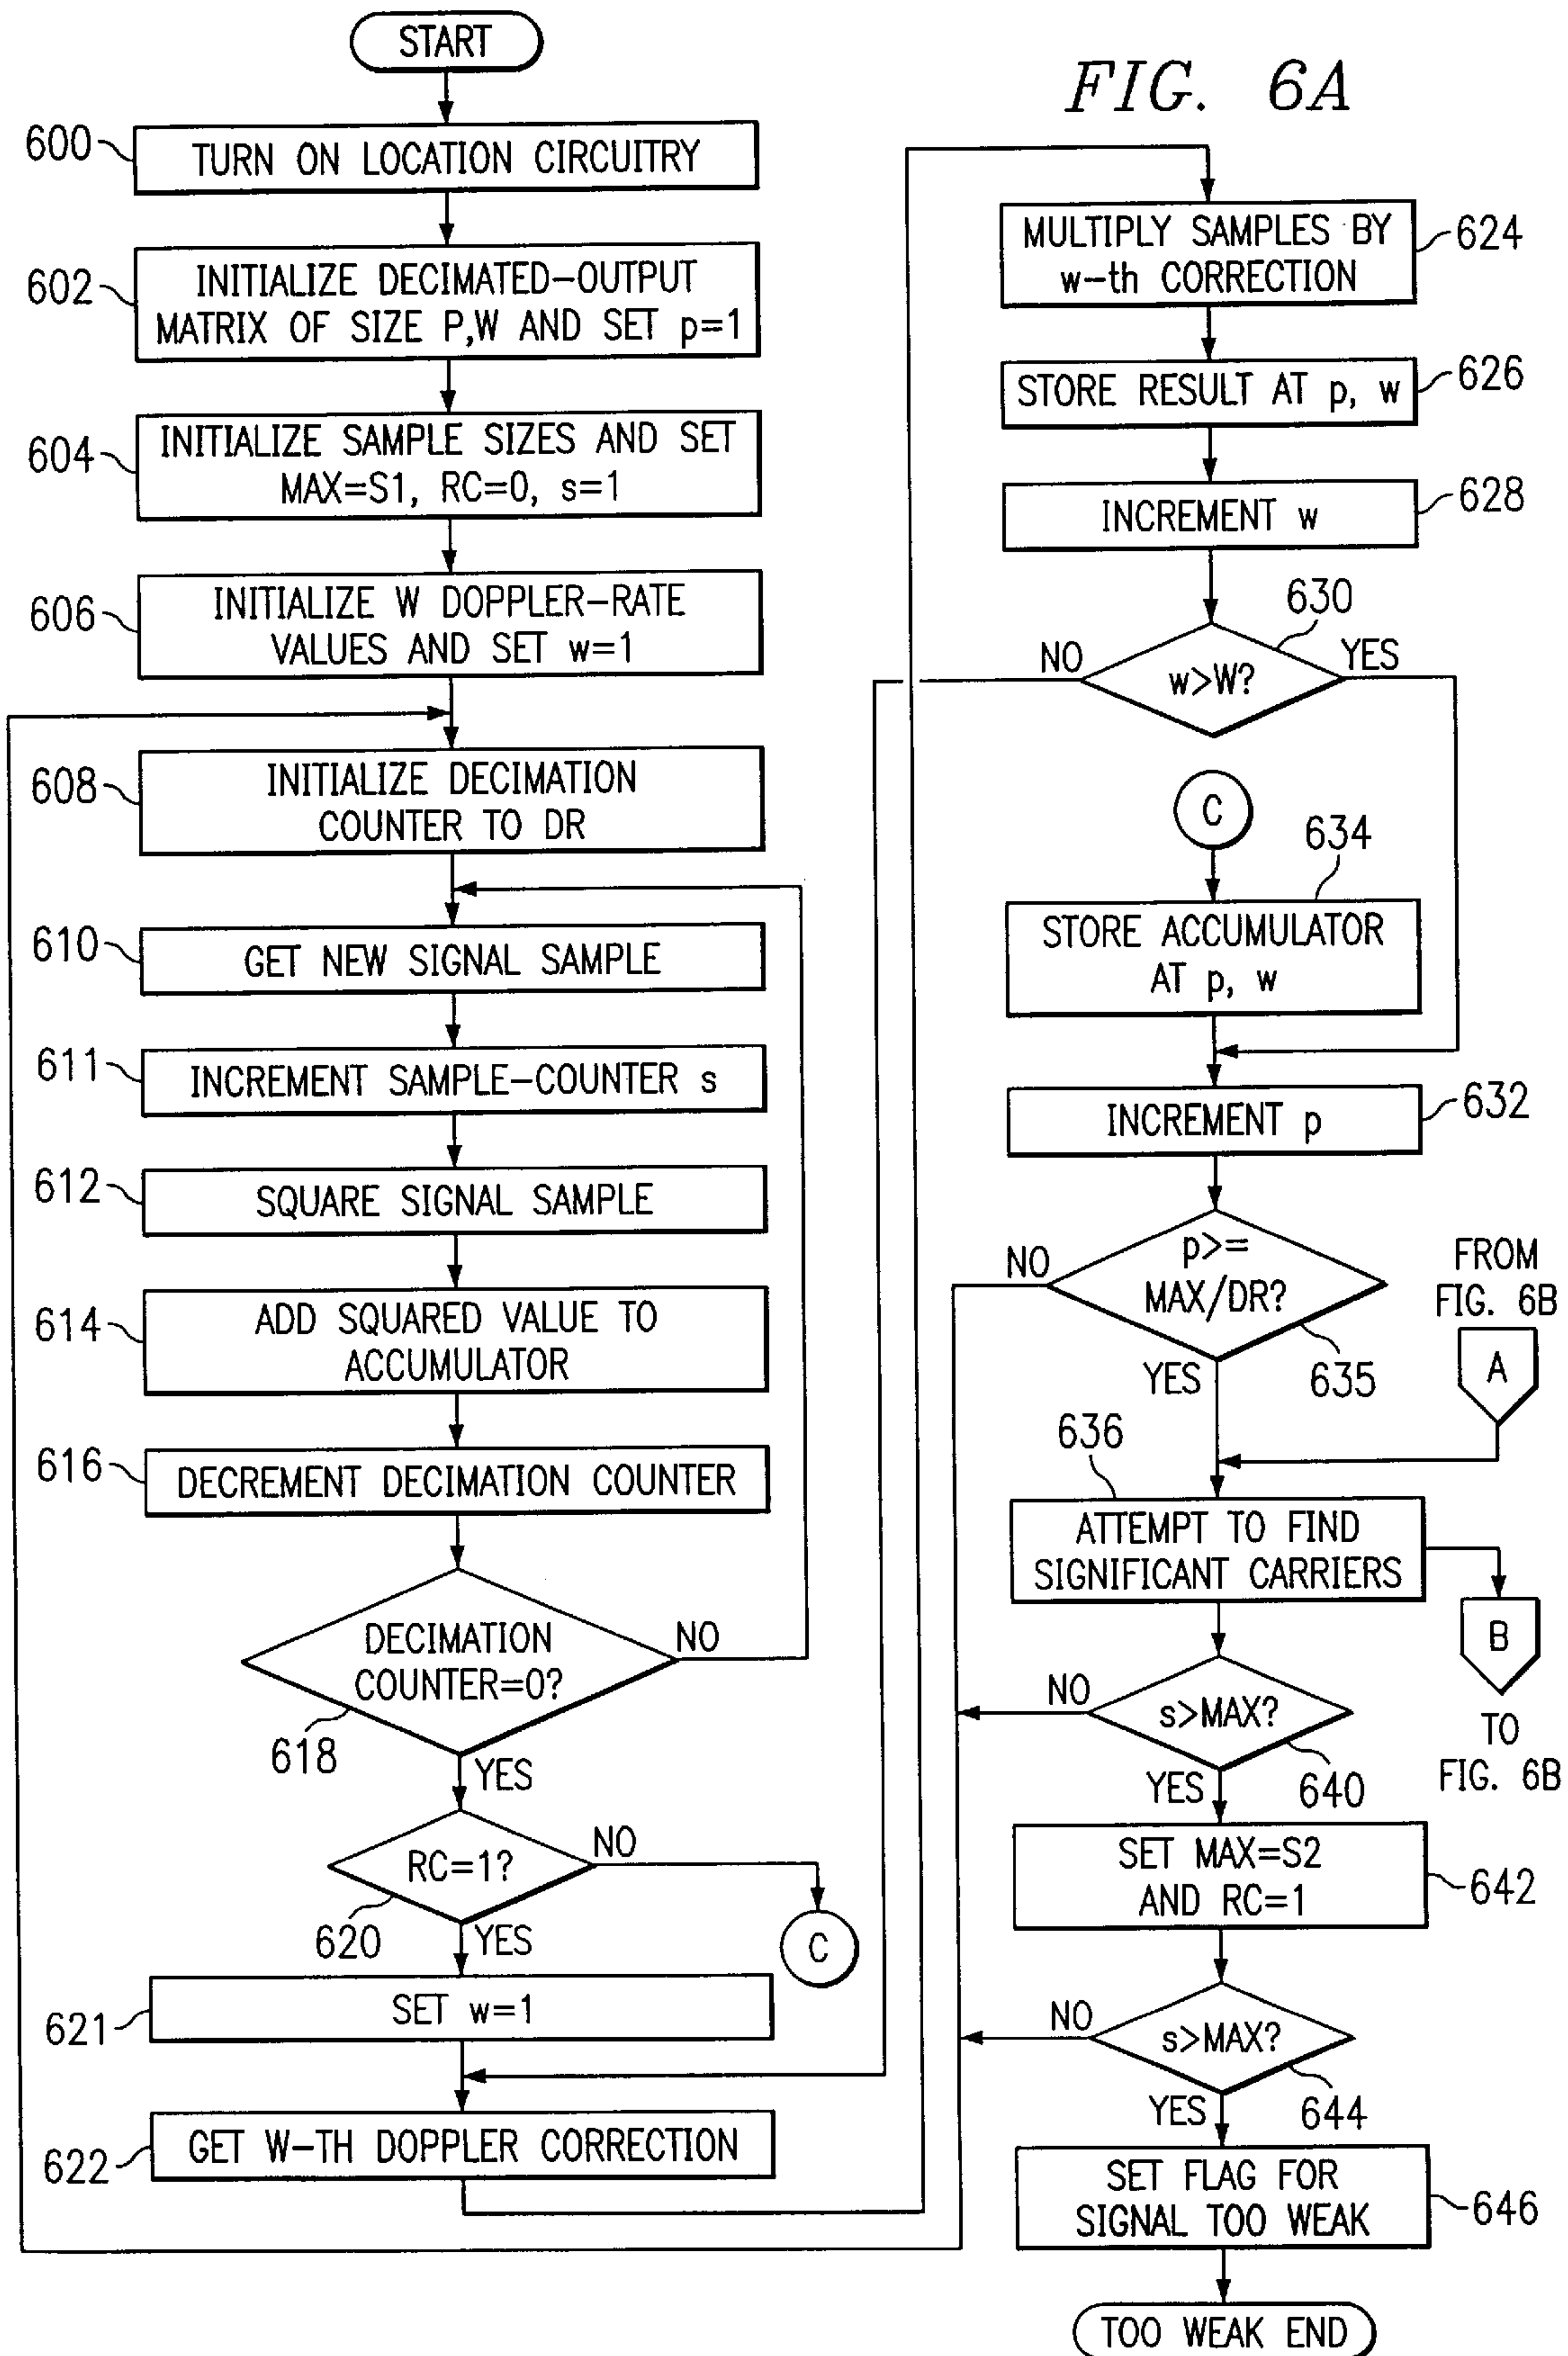 FIG. 6A
START
600
TURN ON LOCATION CIRCUITRY
602
INITIALIZE DECIMATED-OUTPUT
MATRIX OF SIZE P,W AND SET p=1
604
INITIALIZE SAMPLE SIZES AND SET
MAX=S1, RC=0, s=1
606
INITIALIZE W DOPPLER-RATE
VALUES AND SET w=1
608
INITIALIZE DECIMATION
COUNTER TO DR
610
GET NEW SIGNAL SAMPLE
611
INCREMENT SAMPLE-COUNTER s
612
SQUARE SIGNAL SAMPLE
614
ADD SQUARED VALUE TO
ACCUMULATOR
616
DECREMENT DECIMATION COUNTER
DECIMATION
COUNTER=0?
NO
618
YES
RC=1?
NO
620
YES
C
621
SET w=1
622
GET W-TH DOPPLER CORRECTION
MULTIPLY SAMPLES BY
w-th CORRECTION
624
STORE RESULT AT p, w
626
INCREMENT w
628
630
NO
w>W?
YES
C
634
STORE ACCUMULATOR
AT p, w
INCREMENT p
632
NO
p>=
MAX/DR?
635
YES
FROM
FIG. 6B
A
636
ATTEMPT TO FIND
SIGNIFICANT CARRIERS
B
TO
FIG. 6B
NO
s>MAX?
640
YES
SET MAX=S2
AND RC=1
642
NO
s>MAX?
644
YES
SET FLAG FOR
SIGNAL TOO WEAK
646
TOO WEAK END